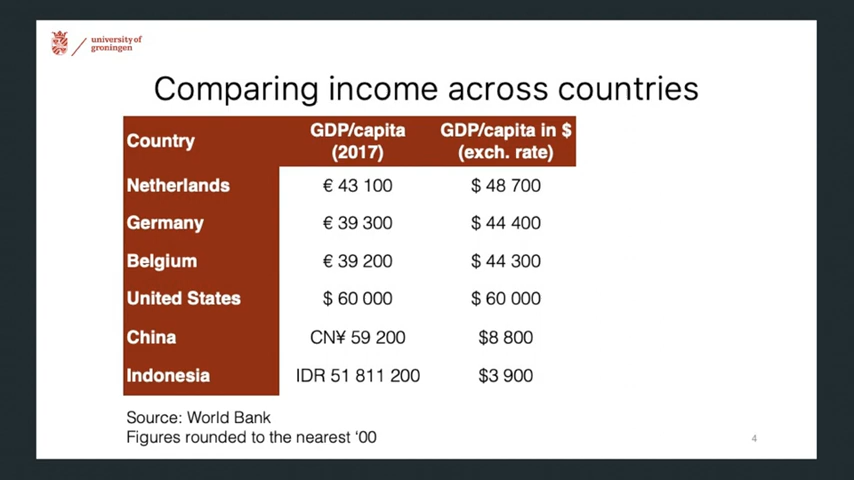 university of
groningen
Comparing income across countries
Country GDP/capita (2017) GDP/capita in $ (exch. rate)
Netherlands € 43 100 $ 48 700
Germany € 39 300 $ 44 400
Belgium € 39 200 $ 44 300
United States $ 60 000 $ 60 000
China CN¥ 59 200 $8 800
Indonesia IDR 51 811 200 $3 900
Source: World Bank
Figures rounded to the nearest ‘00
4